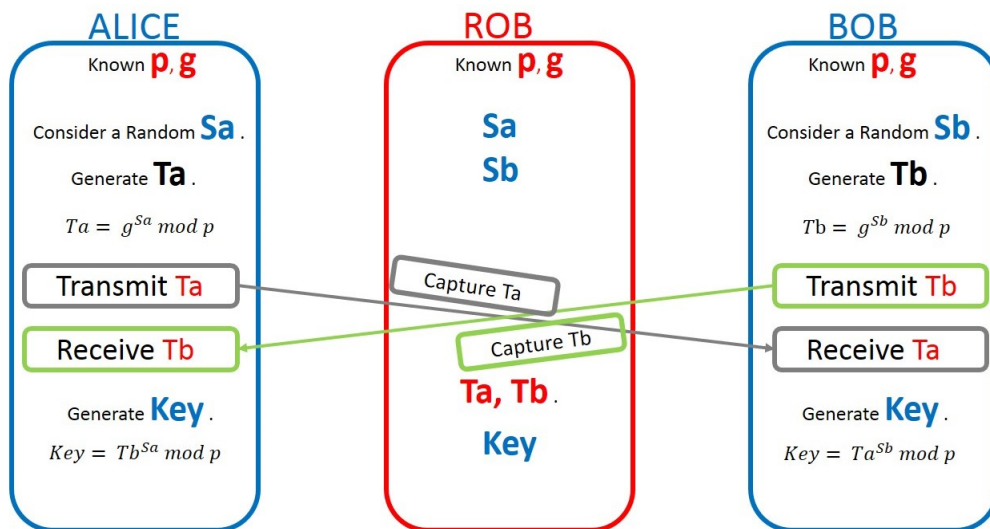 ALICE
Known p, g
Consider a Random Sa .
Generate Ta .
Ta = g^{Sa} mod p
Transmit Ta
Receive Tb
Generate Key .
Key = Tb^{Sa} mod p
ROB
Known p, g
Sa
Sb
Capture Ta
Capture Tb
Ta, Tb .
Key
BOB
Known p, g
Consider a Random Sb .
Generate Tb .
Tb = g^{Sb} mod p
Transmit Tb
Receive Ta
Generate Key .
Key = Ta^{Sb} mod p